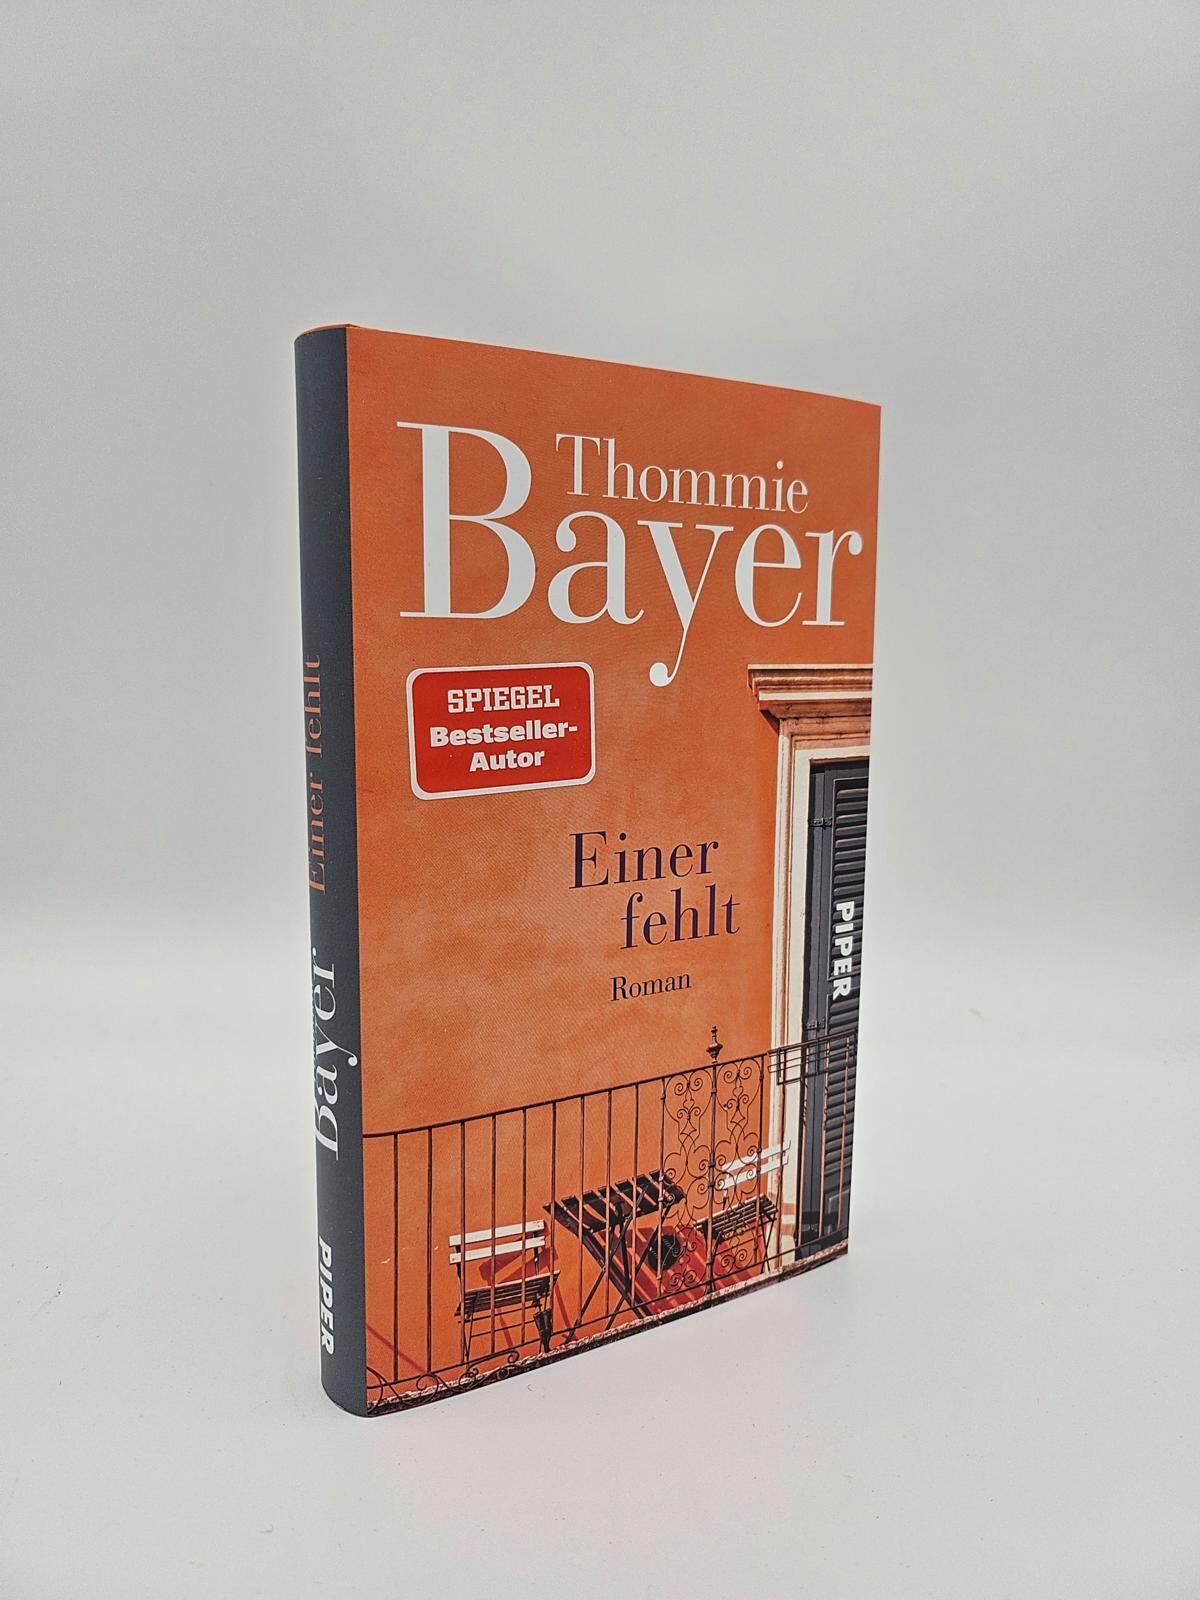 Thommie
Bayer
SPIEGEL
Bestseller-
Autor
Einer
fehlt
Roman
PIPER
Einer fehlt
Bayer
PIPER